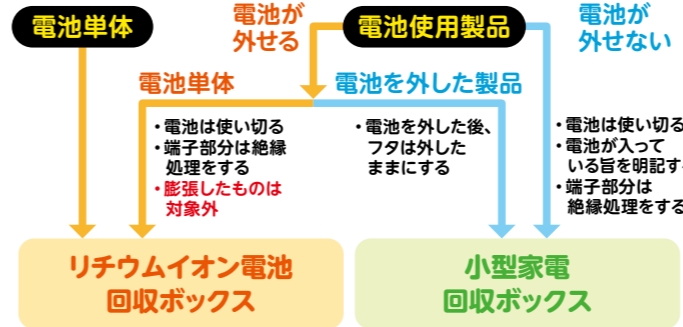 電池単体
電池が
外せる
電池使用製品
電池が
外せない
電池単体
電池を外した製品
・電池は使い切る
・端子部分は絶縁
処理をする
・膨張したものは
対象外
・電池を外した後、
フタは外した
ままにする
・電池は使い切る
・電池が入って
いる旨を明記す
・端子部分は
絶縁処理をする
リチウムイオン電池
回収ボックス
小型家電
回収ボックス